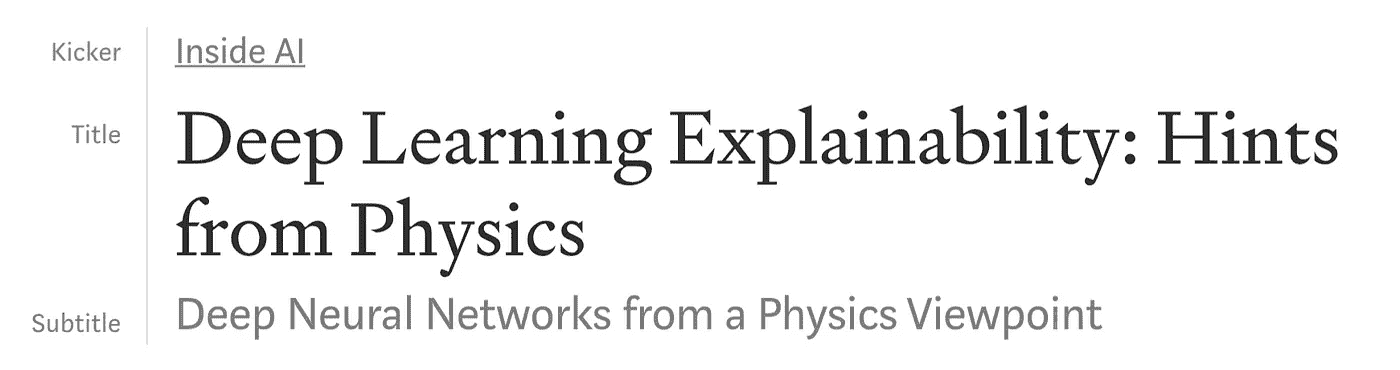 Kicker Inside AI
Title Deep Learning Explainability: Hints
from Physics
Subtitle Deep Neural Networks from a Physics Viewpoint